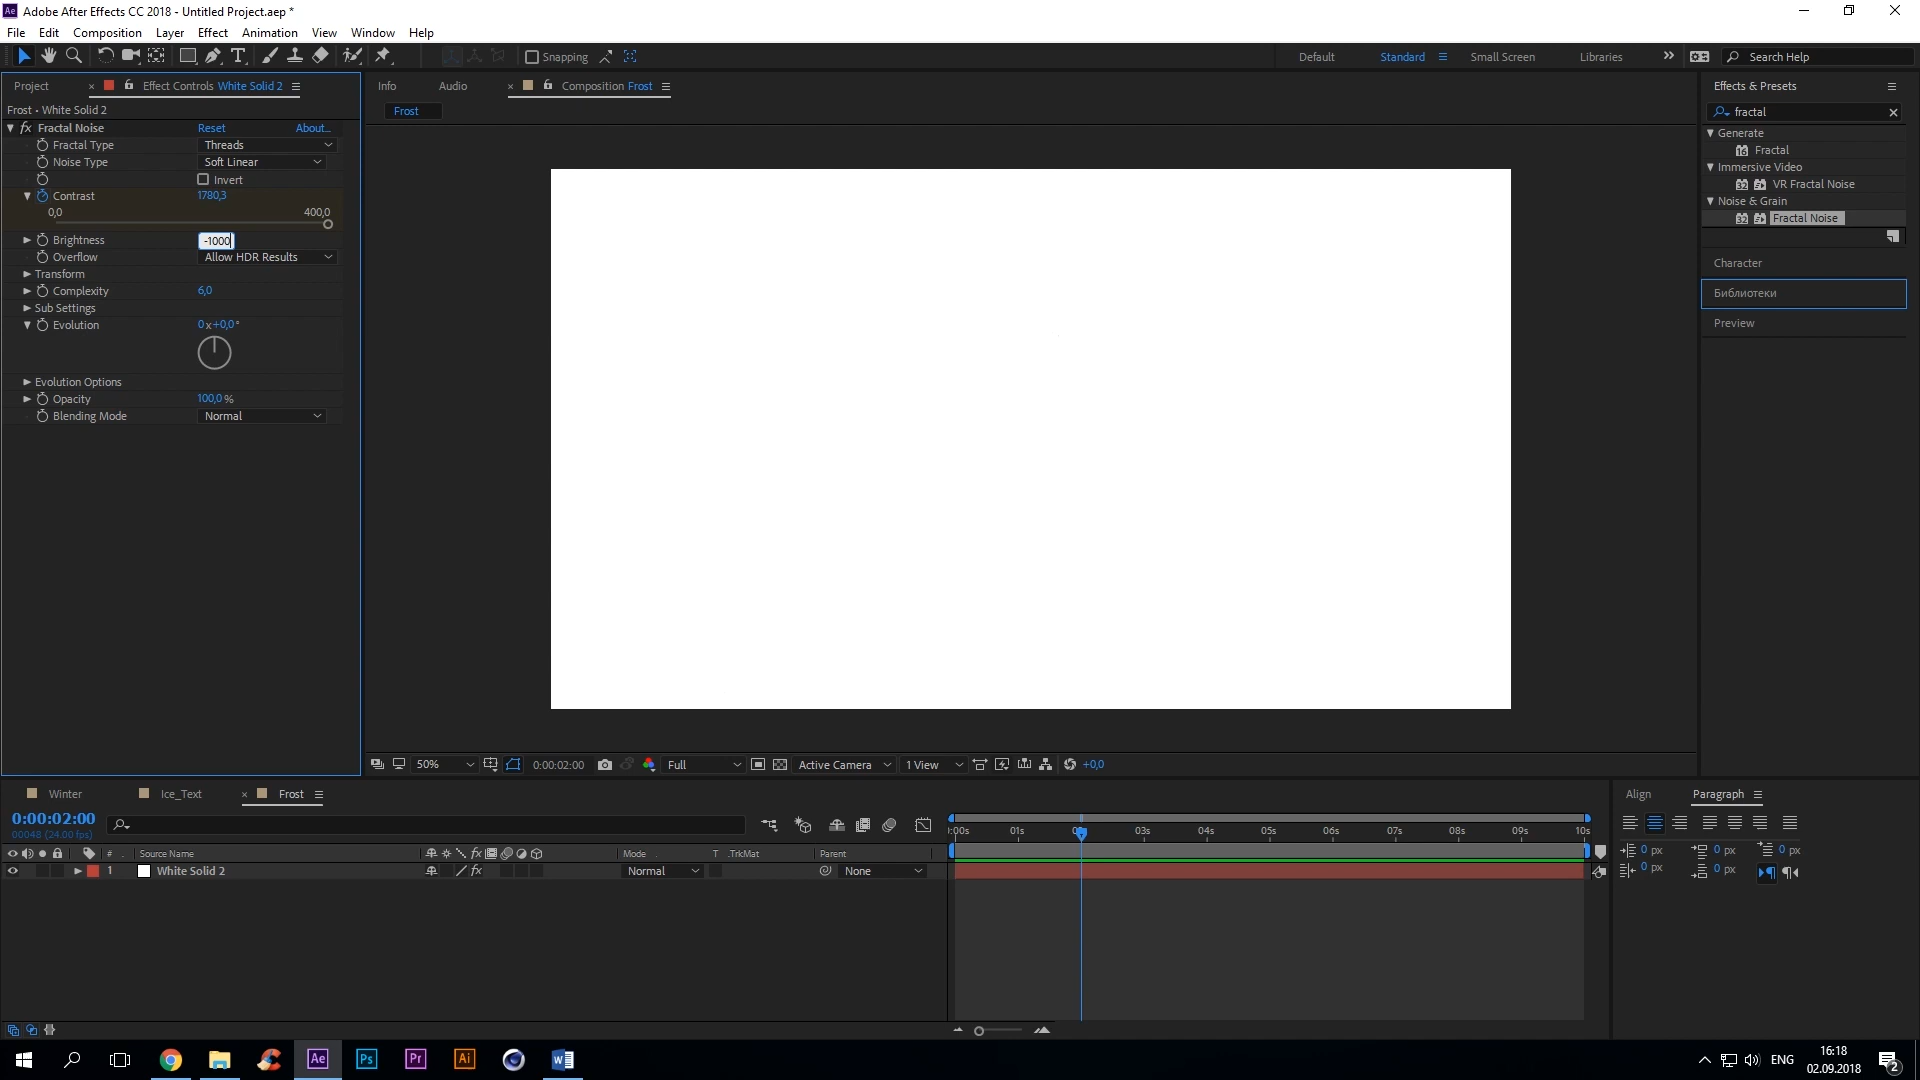 Adobe After Effects CC 2018 - Untitled Project.aep *
File Edit Composition Layer Effect Animation View Window Help
Snapping Default Standard Small Screen Libraries Search Help
Project Effect Controls White Solid 2
Info Audio Composition Frost
Effects & Presets
Frost • White Solid 2
Frost
fractal
fx Fractal Noise Reset About...
Fractal Type Threads
Noise Type Soft Linear
Invert
Contrast 1780,3
0,0 400,0
Brightness -1000
Overflow Allow HDR Results
Transform
Complexity 6,0
Sub Settings
Evolution 0x+0,0°
Evolution Options
Opacity 100,0 %
Blending Mode Normal
Generate
Fractal
Immersive Video
VR Fractal Noise
Noise & Grain
Fractal Noise
Character
Библиотеки
Preview
50% 0:00:02:00 Full Active Camera 1 View +0,0
Winter Ice_Text Frost
0:00:02:00
00048 (24.00 fps)
:00s 01s 03s 04s 05s 06s 07s 08s 09s 10s
# Source Name Mode T .TrkMat Parent
1 White Solid 2 fx Normal None
Align Paragraph
0 px 0 px 0 px
0 px 0 px
Ae Ps Pr Ai
ENG
16:18
02.09.2018
2